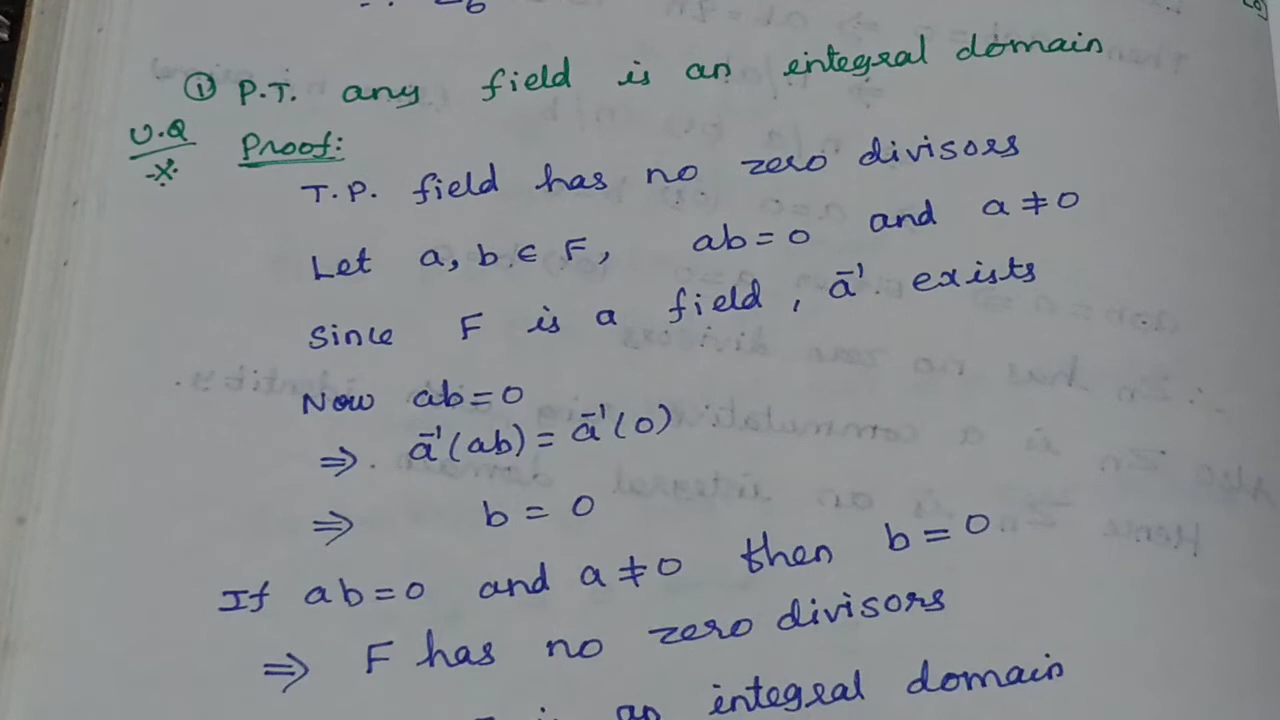 ① P.T. any field is an integral domain
U.Q
Proof:
T.P. field has no zero divisors
Let a, b ∈ F, ab = 0 and a ≠ 0
Since F is a field, a⁻¹ exists
Now ab = 0
⇒ a⁻¹(ab) = a⁻¹(0)
⇒ b = 0
If ab = 0 and a ≠ 0 then b = 0
⇒ F has no zero divisors
is an integral domain